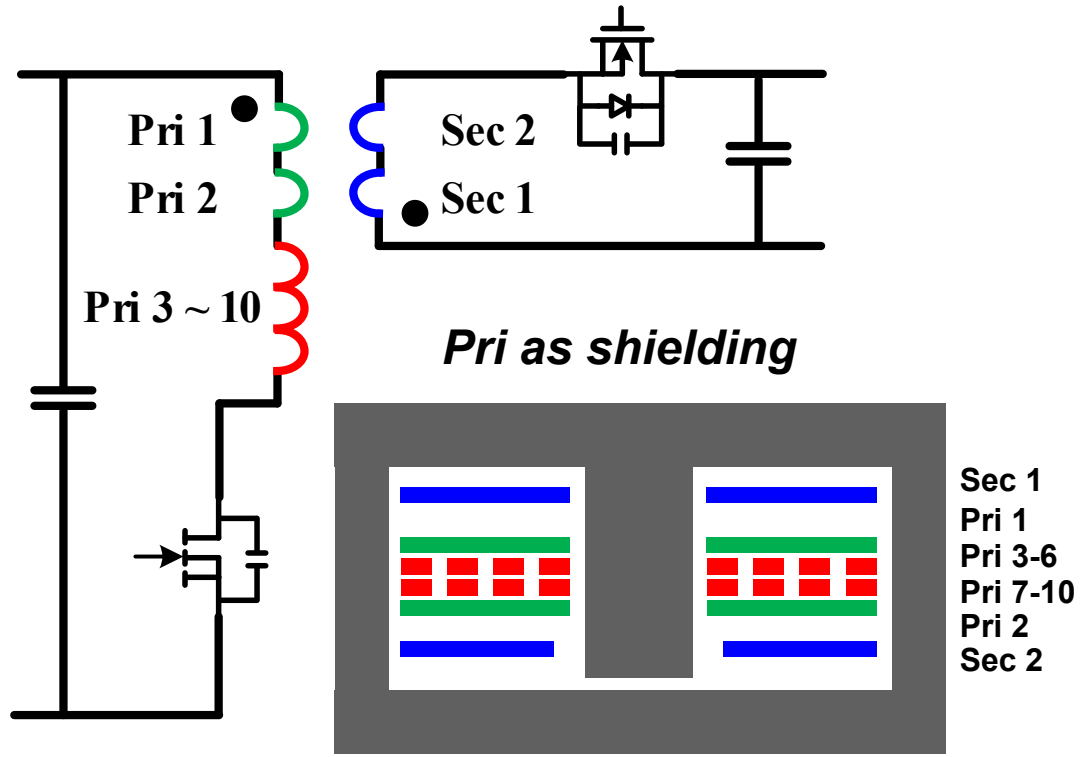 Pri 1
Sec 2
Pri 2
Sec 1
Pri 3 ~ 10
Pri as shielding
Sec 1
Pri 1
Pri 3-6
Pri 7-10
Pri 2
Sec 2